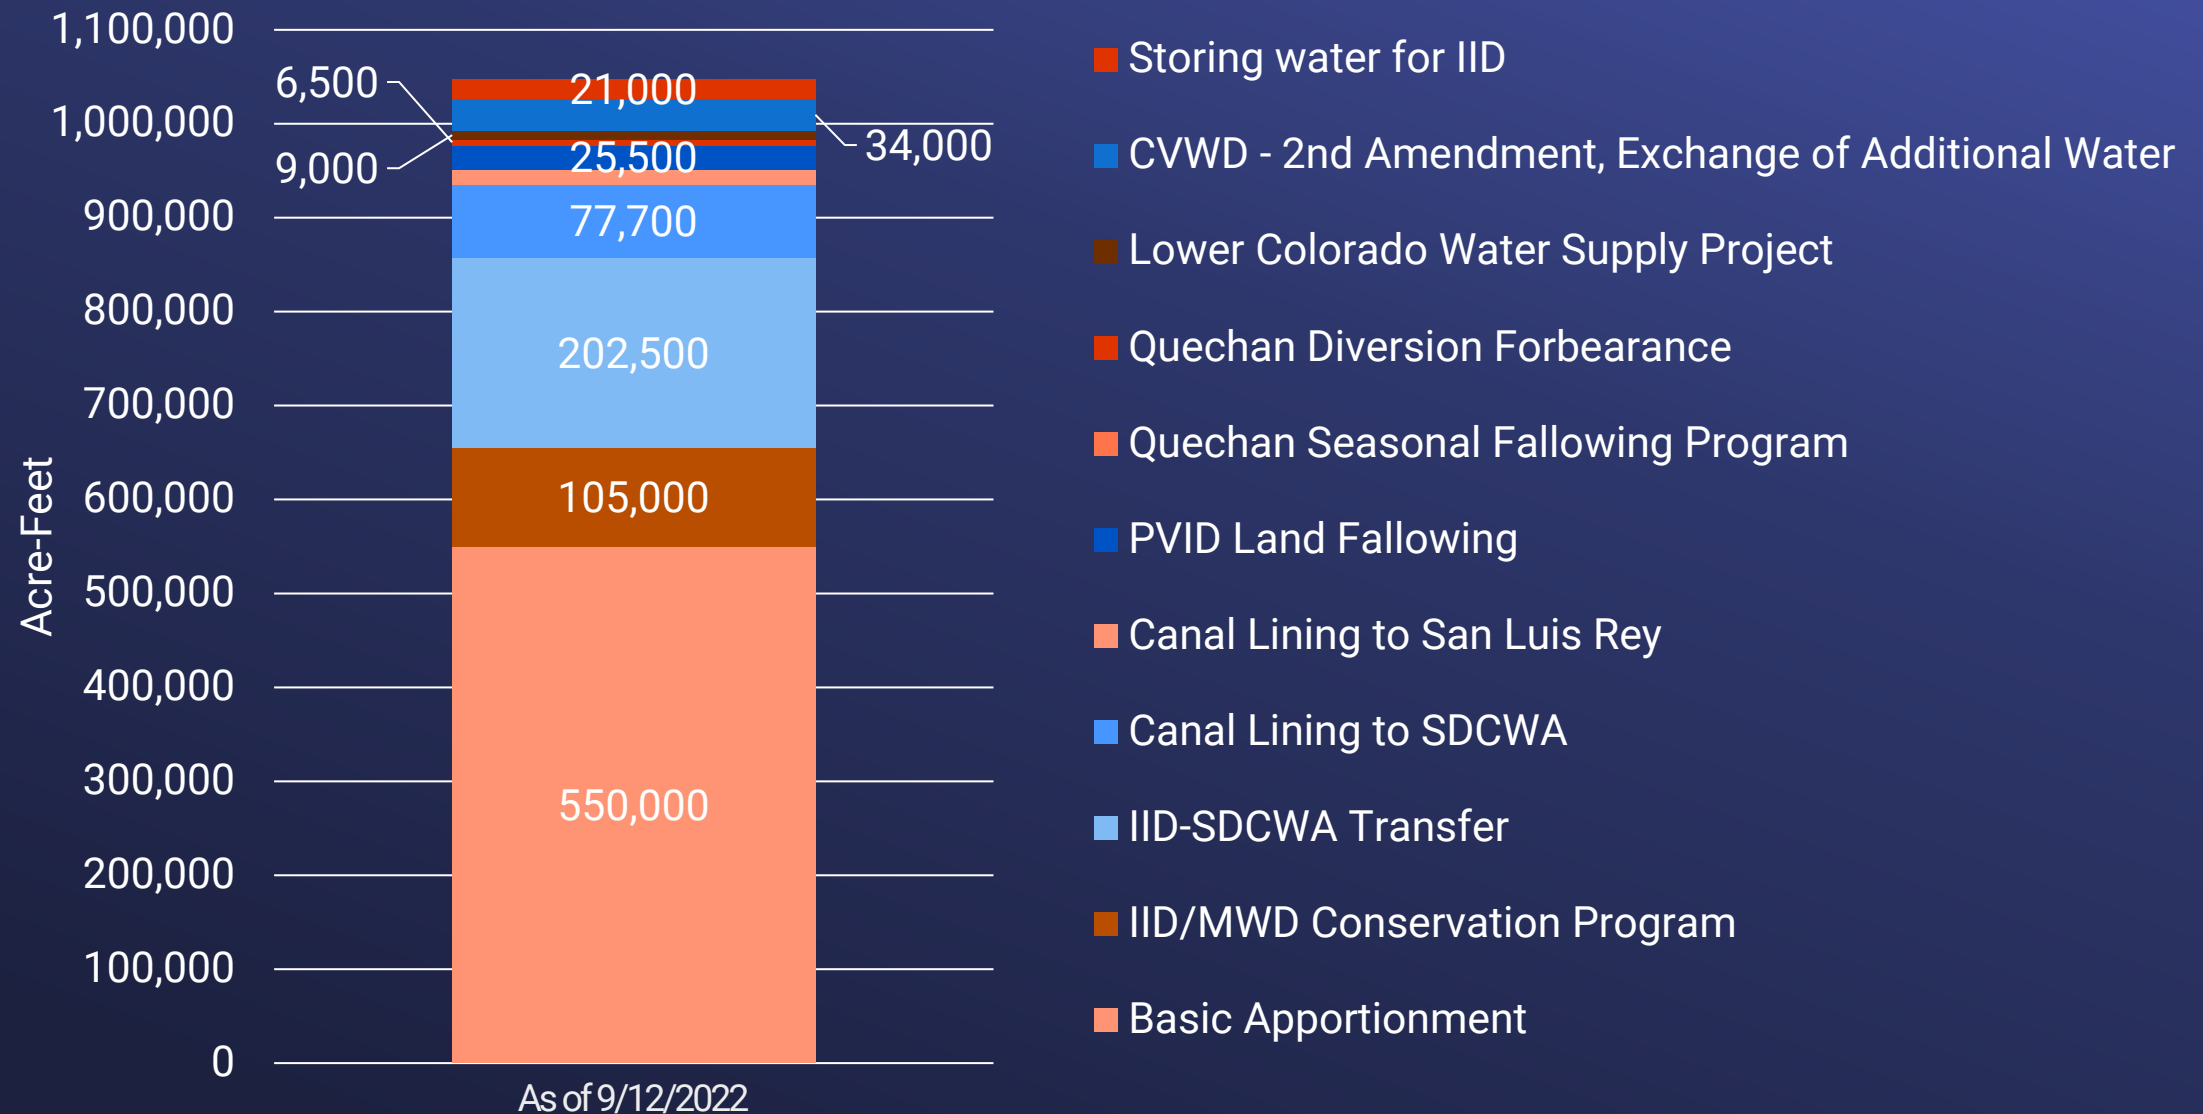 1,100,000
1,000,000
900,000
800,000
700,000
600,000
500,000
400,000
300,000
200,000
100,000
0
Acre-Feet
6,500
9,000
21,000
34,000
25,500
77,700
202,500
105,000
550,000
As of 9/12/2022
Storing water for IID
CVWD - 2nd Amendment, Exchange of Additional Water
Lower Colorado Water Supply Project
Quechan Diversion Forbearance
Quechan Seasonal Fallowing Program
PVID Land Fallowing
Canal Lining to San Luis Rey
Canal Lining to SDCWA
IID-SDCWA Transfer
IID/MWD Conservation Program
Basic Apportionment